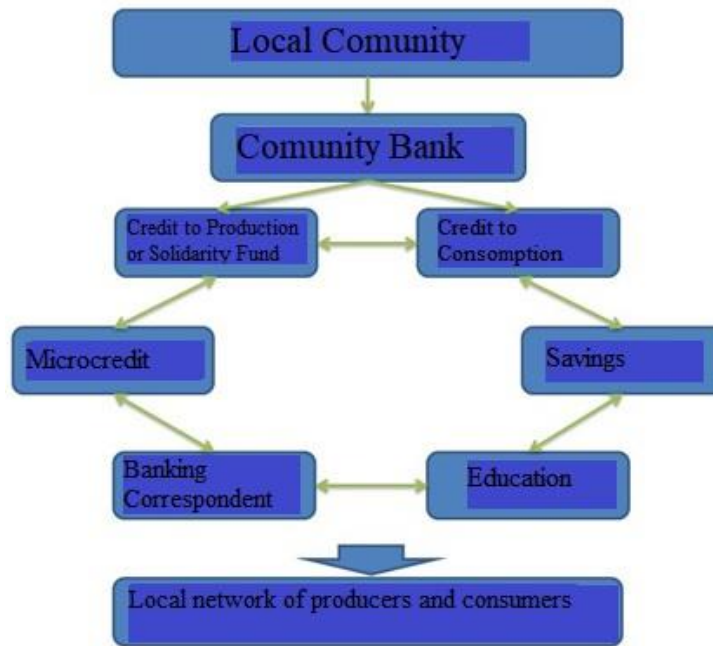 Local Comunity
Comunity Bank
Credit to Production
or Solidarity Fund
Credit to
Consomption
Microcredit
Savings
Banking
Correspondent
Education
Local network of producers and consumers